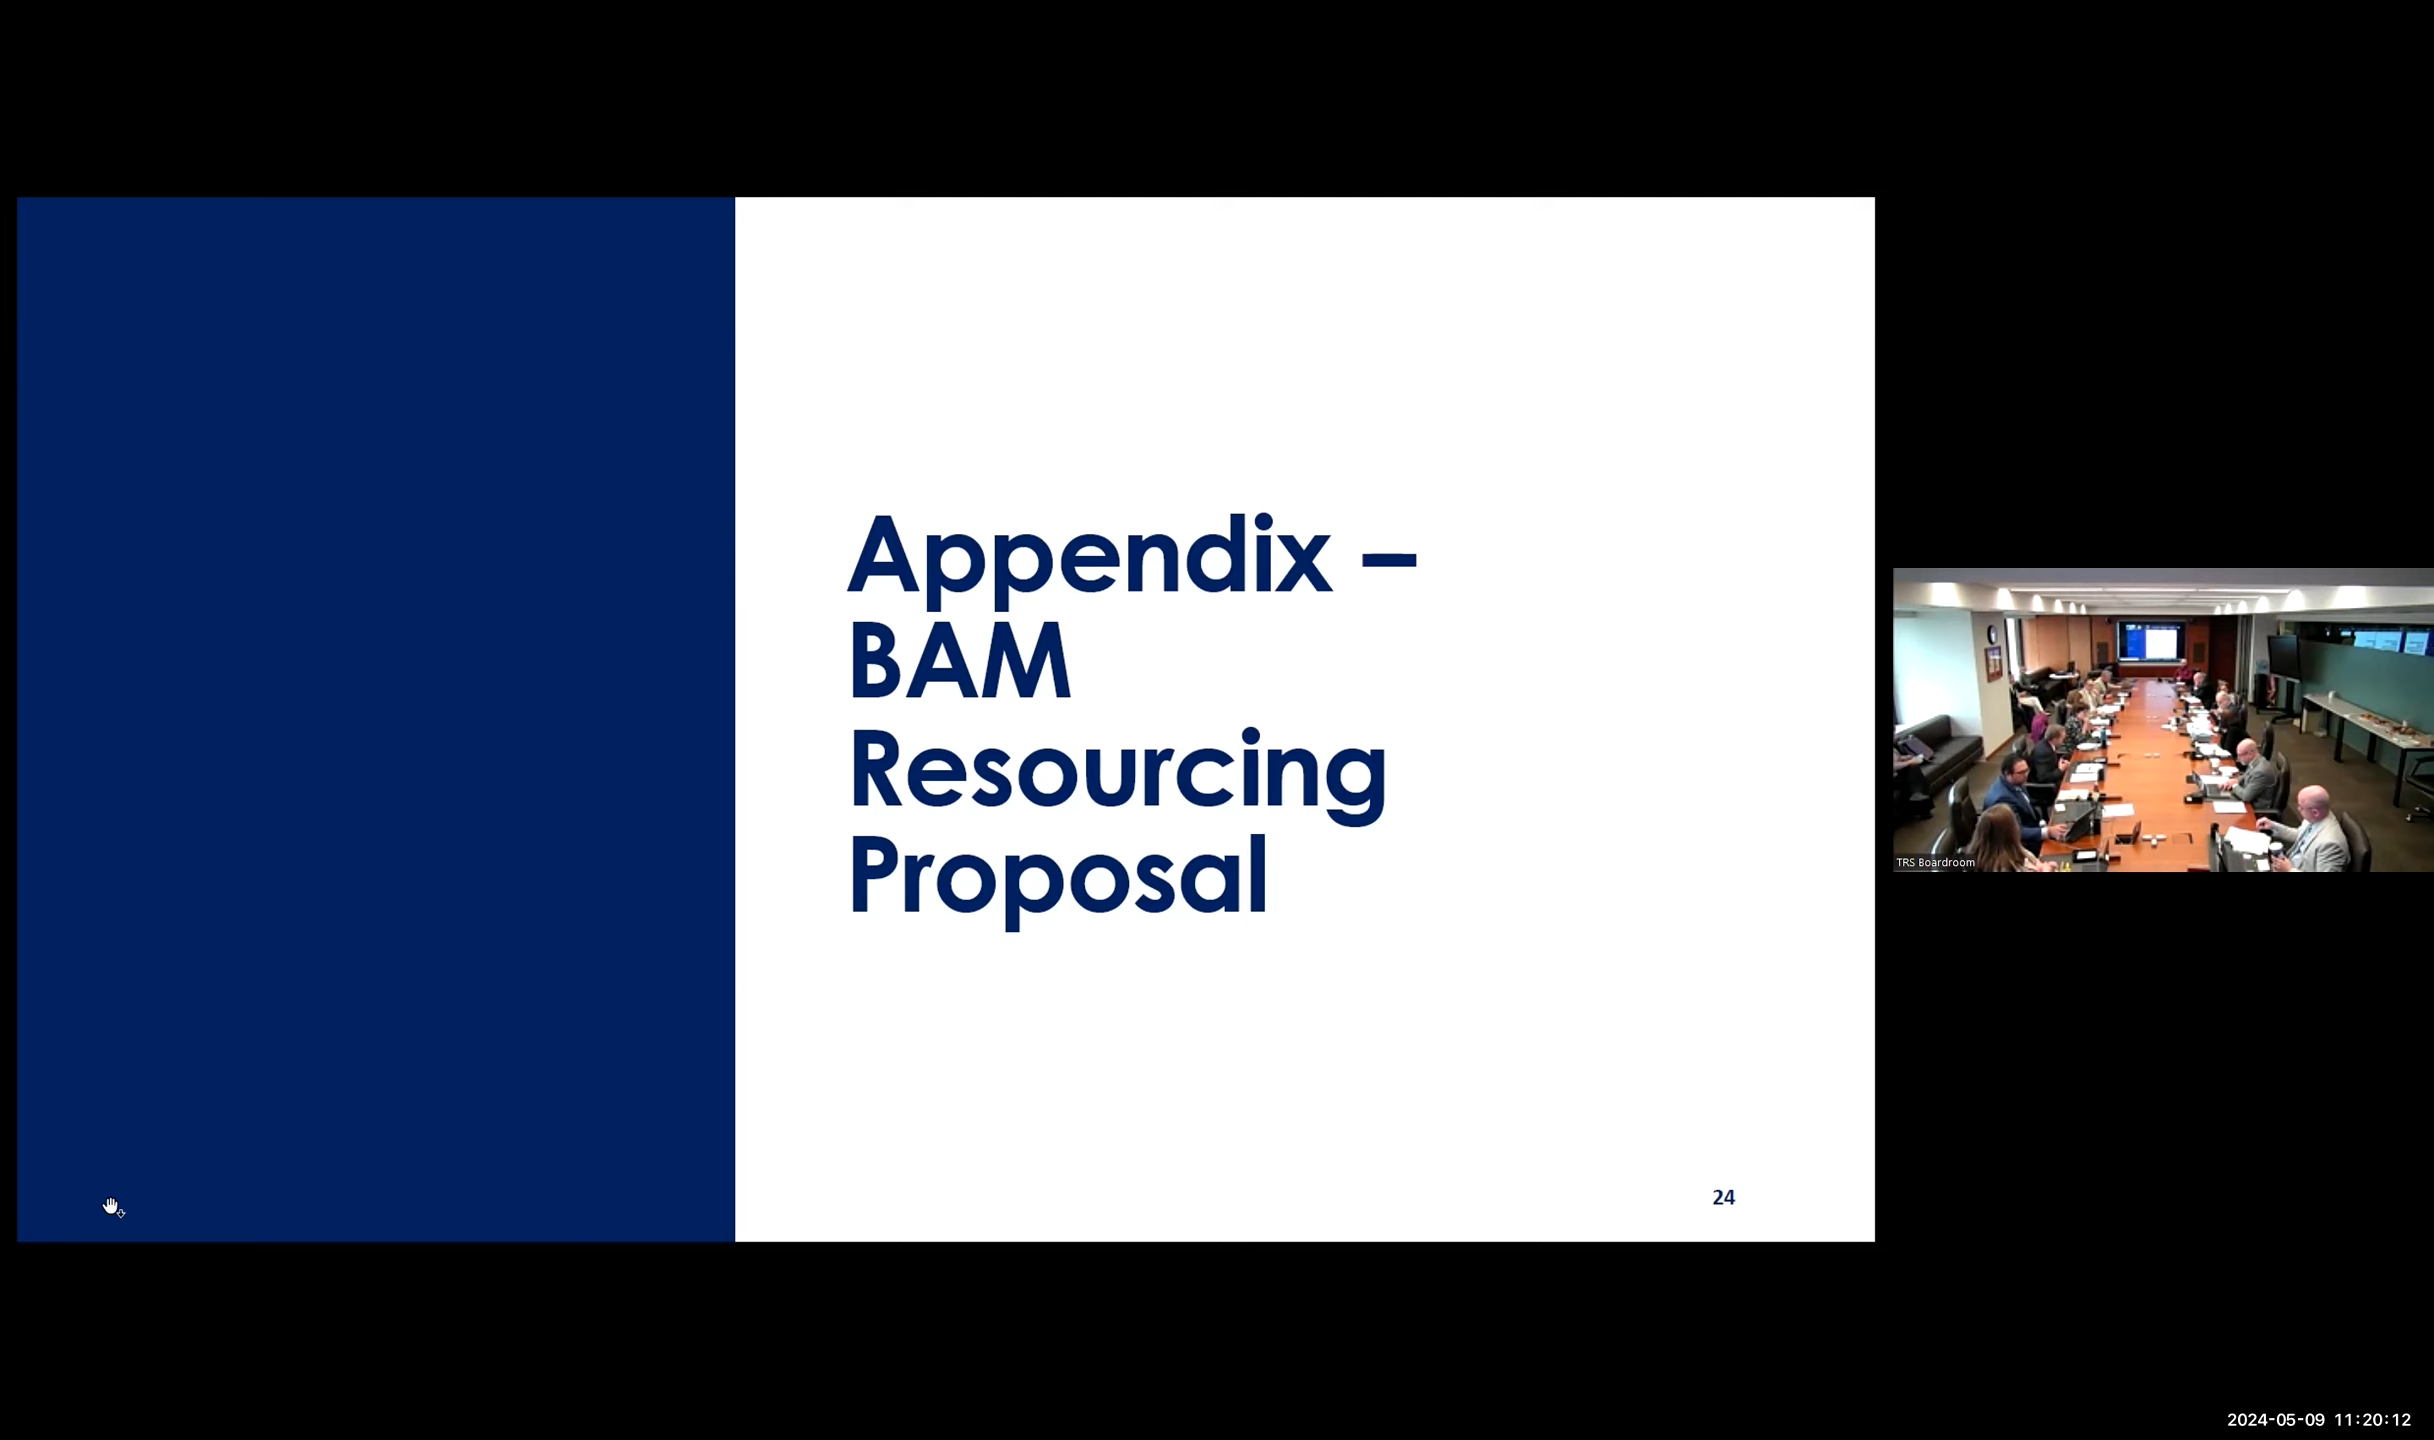 Appendix –
BAM
Resourcing
Proposal
24
TRS Boardroom
2024-05-09 11:20:12